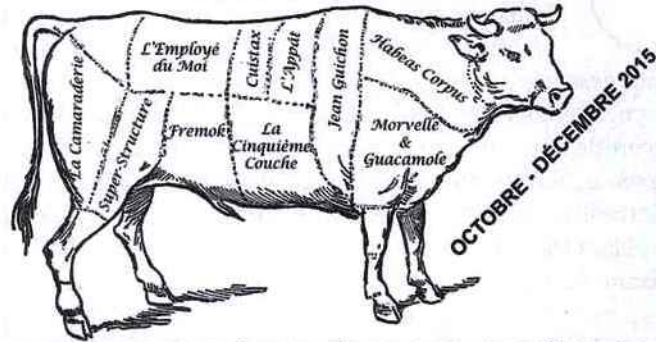 La Camaraderie
Super-Structure
L'Employé
du Moi
Fremok
Cuistax
L'Appât
La
Cinquième
Couche
Jean Guichon
Habeas Corpus
Morvelle
&
Guacamole
OCTOBRE - DÉCEMBRE 2015